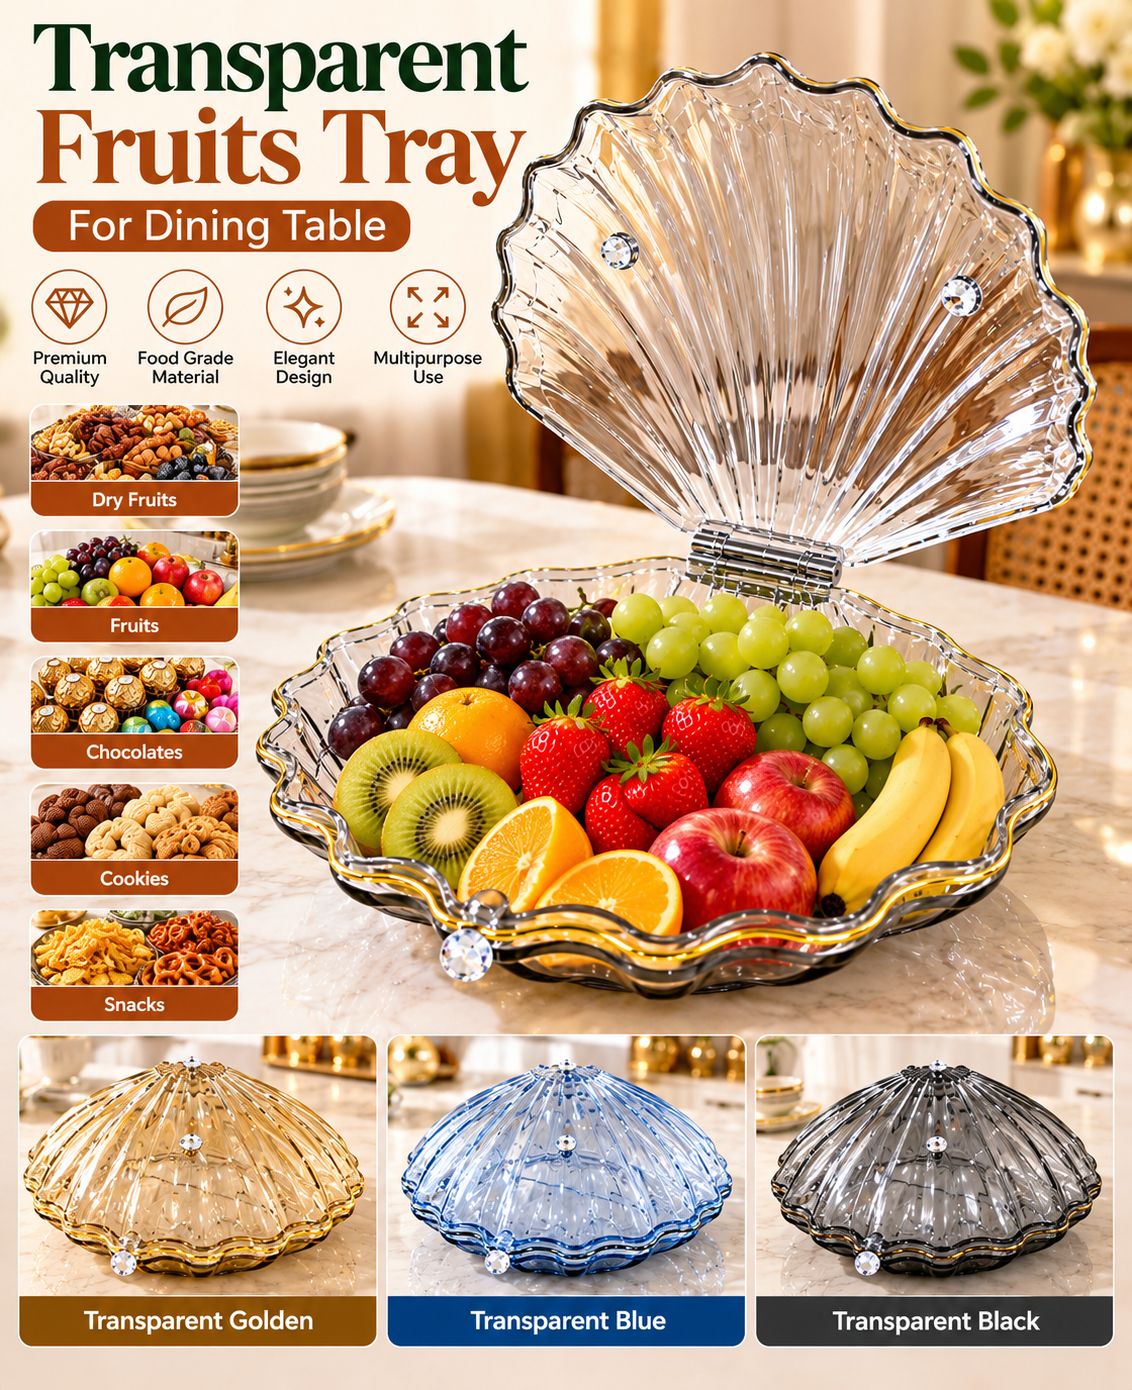 Transparent
Fruits Tray
For Dining Table
Premium
Quality
Food Grade
Material
Elegant
Design
Multipurpose
Use
Dry Fruits
Fruits
Chocolates
Cookies
Snacks
Transparent Golden
Transparent Blue
Transparent Black